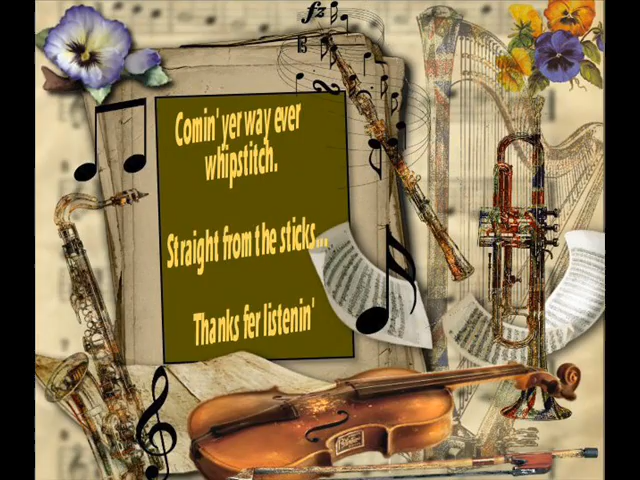 Comin' yer way ever
whipstitch.
Straight from the sticks...
Thanks fer listenin'